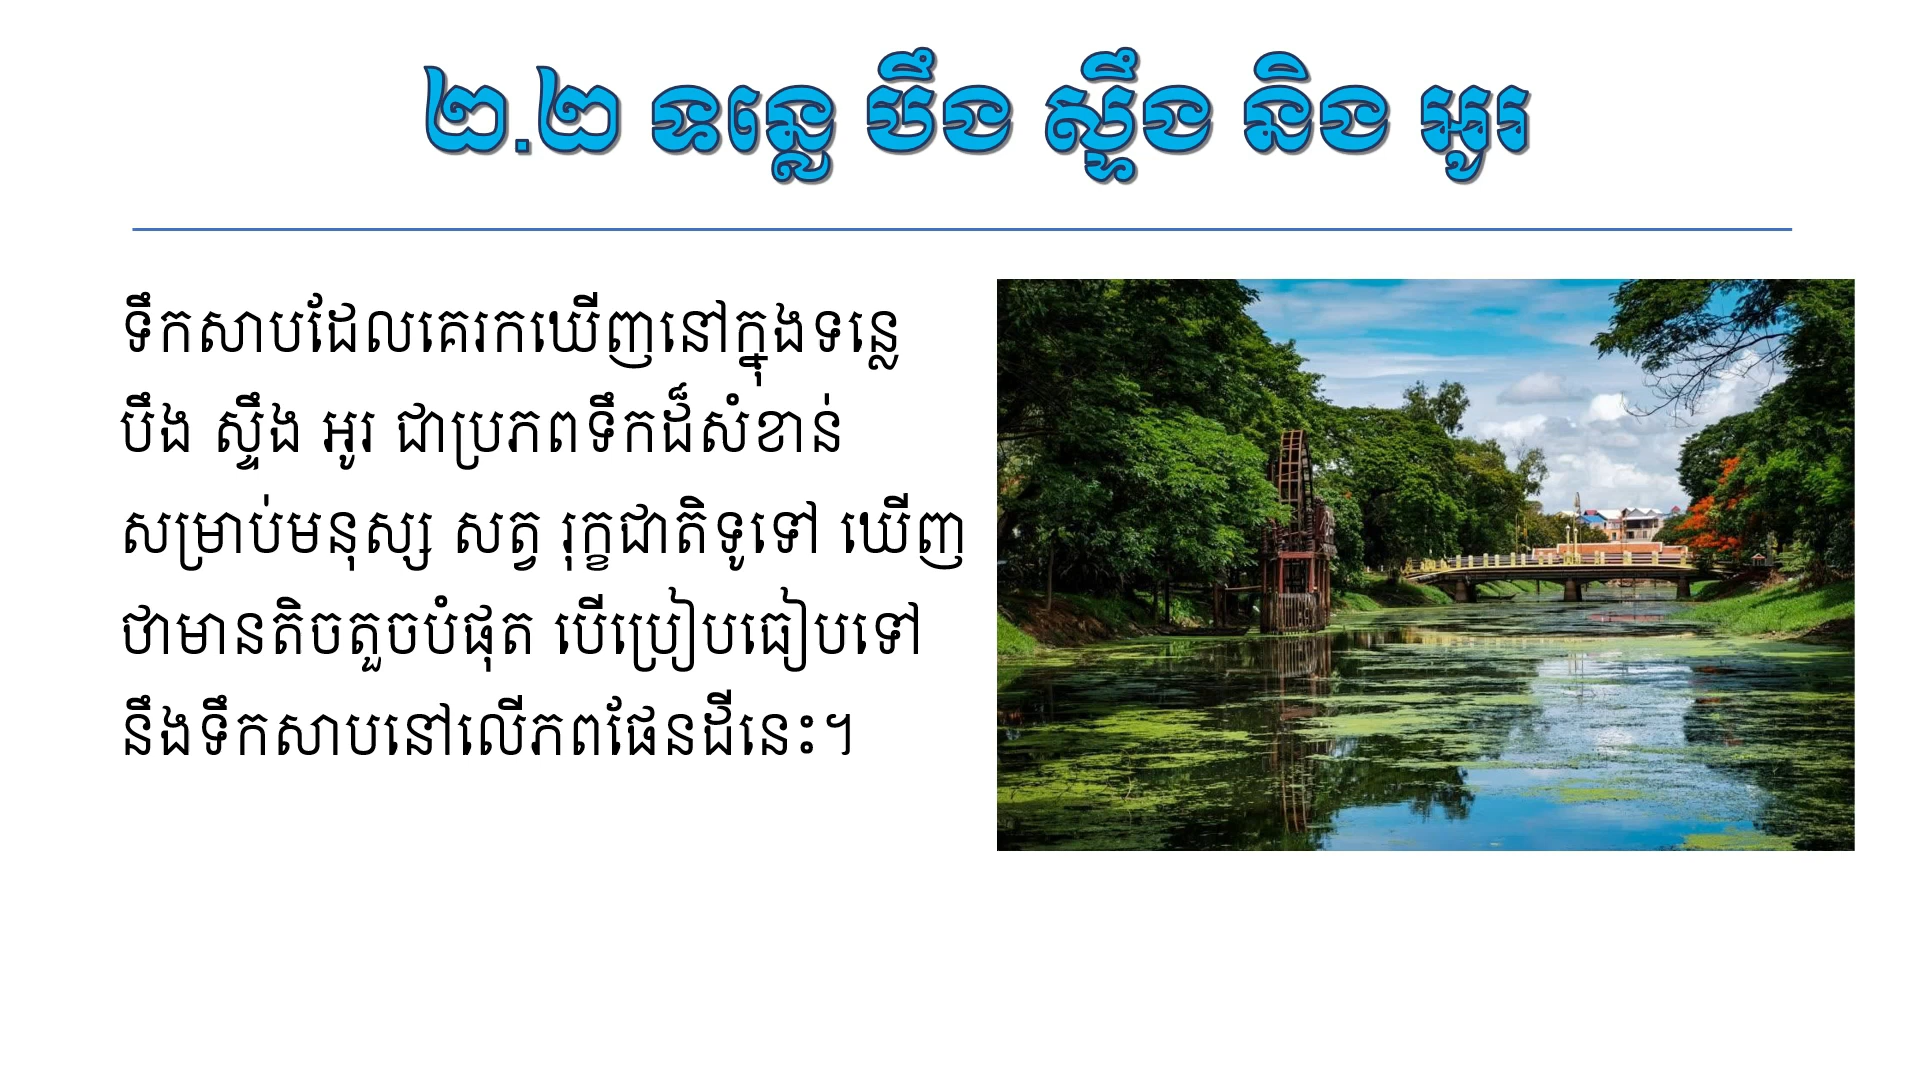 ២.២ ទន្លេ បឹង ស្ទឹង និង អូរ
ទឹកសាបដែលគេរកឃើញនៅក្នុងទន្លេ
បឹង ស្ទឹង អូរ ជាប្រភពទឹកដ៏សំខាន់
សម្រាប់មនុស្ស សត្វ រុក្ខជាតិទូទៅ ឃើញ
ថាមានតិចតួចបំផុត បើប្រៀបធៀបទៅ
នឹងទឹកសាបនៅលើភពផែនដីនេះ។